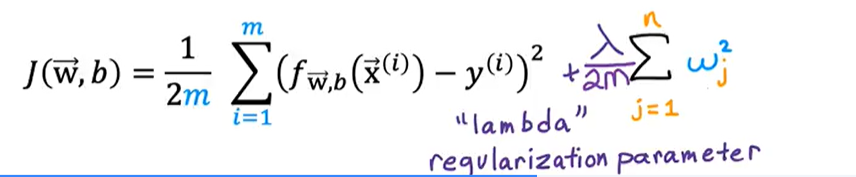 J(w⃗,b) = 1/2m ∑_{i=1}^{m} (f_{w⃗,b}(x⃗^{(i)}) − y^{(i)})² + λ/2m ∑_{j=1}^{n} w_j²
"lambda"
regularization parameter